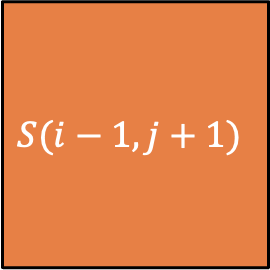 S(i − 1, j + 1)